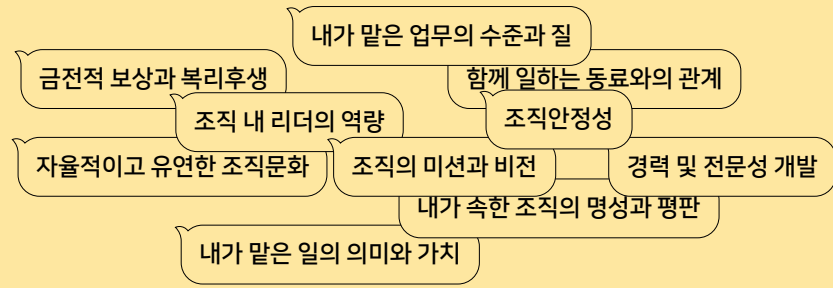 내가 맡은 업무의 수준과 질
금전적 보상과 복리후생
함께 일하는 동료와의 관계
조직 내 리더의 역량
조직안정성
자율적이고 유연한 조직문화
조직의 미션과 비전
경력 및 전문성 개발
내가 속한 조직의 명성과 평판
내가 맡은 일의 의미와 가치